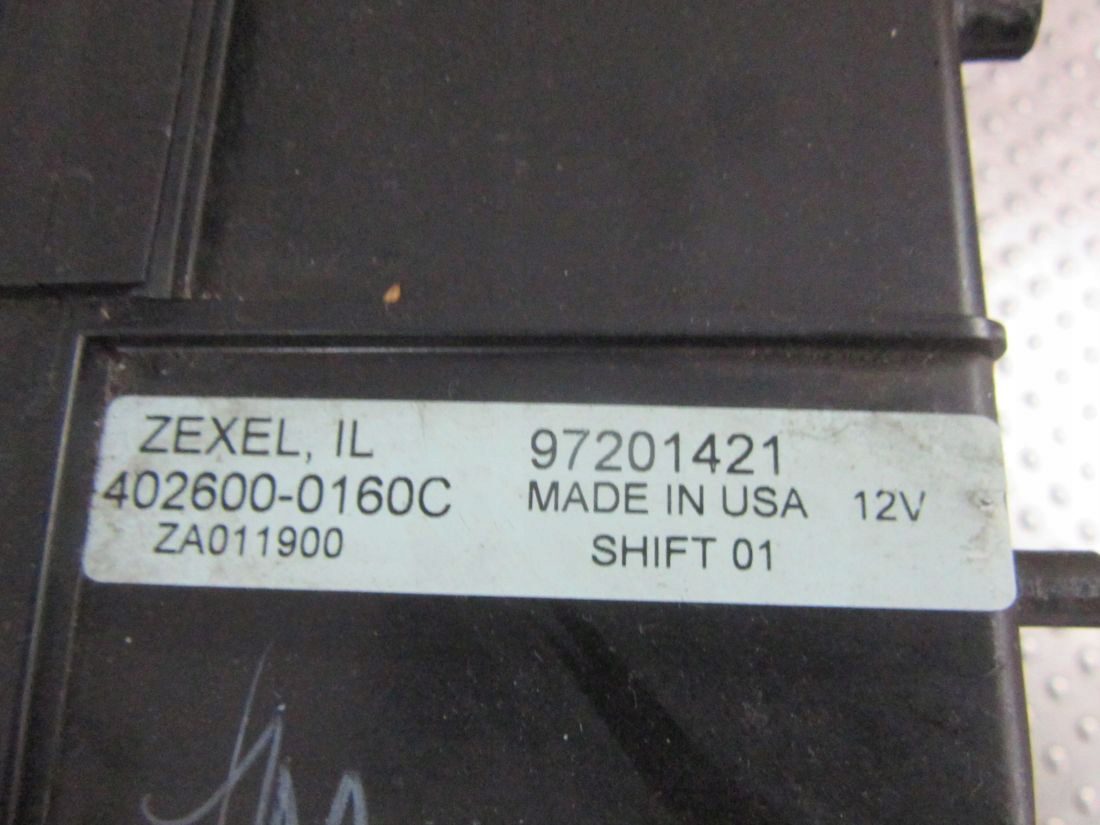 ZEXEL, IL 97201421
402600-0160C MADE IN USA 12V
ZA011900 SHIFT 01